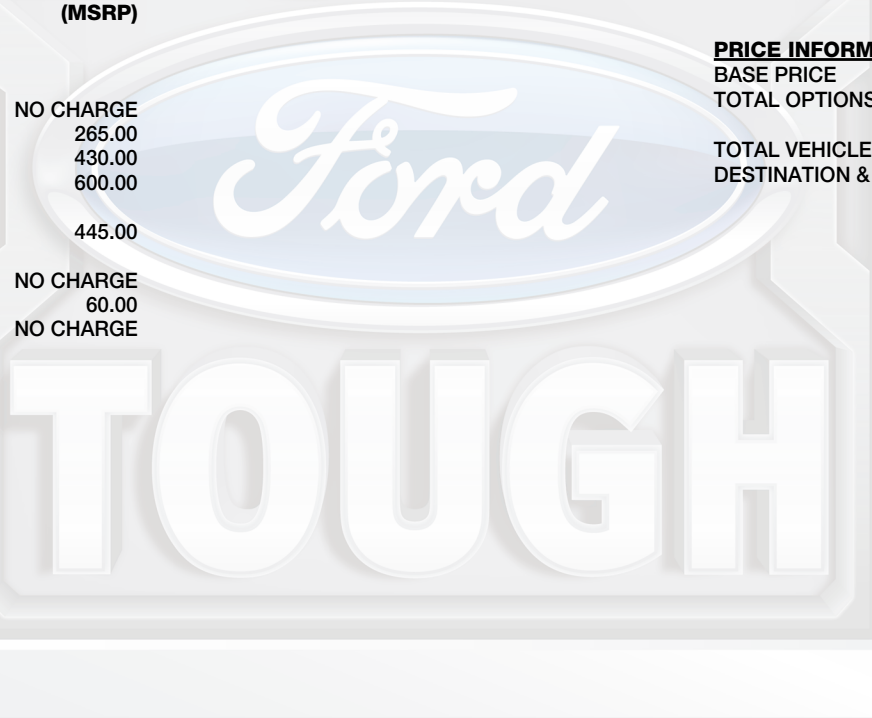 (MSRP)
NO CHARGE
265.00
430.00
600.00
445.00
NO CHARGE
60.00
NO CHARGE
PRICE INFORM
BASE PRICE
TOTAL OPTIONS
TOTAL VEHICLE
DESTINATION &
Ford
TOUGH